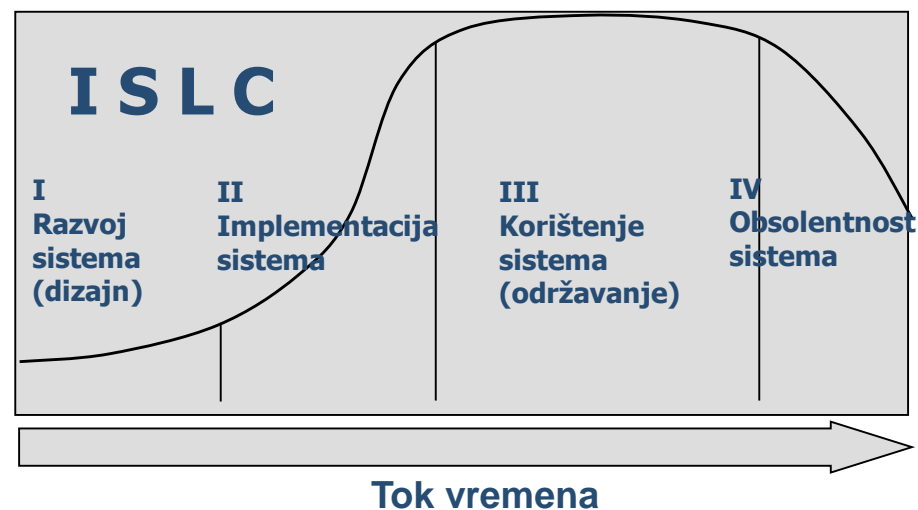 I S L C
I
Razvoj
sistema
(dizajn)
II
Implementacija
sistema
III
Korištenje
sistema
(održavanje)
IV
Obsolentnost
sistema
Tok vremena